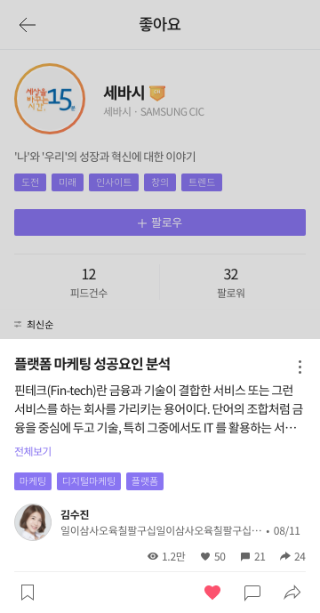 좋아요
세상을
바꾸는
시간,
15분
세바시
세바시 · SAMSUNG CIC
'나'와 '우리'의 성장과 혁신에 대한 이야기
도전 미래 인사이트 창의 트렌드
+ 팔로우
12 32
피드건수 팔로워
최신순
플랫폼 마케팅 성공요인 분석
핀테크(Fin-tech)란 금융과 기술이 결합한 서비스 또는 그런
서비스를 하는 회사를 가리키는 용어이다. 단어의 조합처럼 금
융을 중심에 두고 기술, 특히 그중에서도 IT 를 활용하는 서…
전체보기
마케팅 디지털마케팅 플랫폼
김수진
일이삼사오육칠팔구십일이삼사오육칠팔구십… • 08/11
1.2만 50 21 24